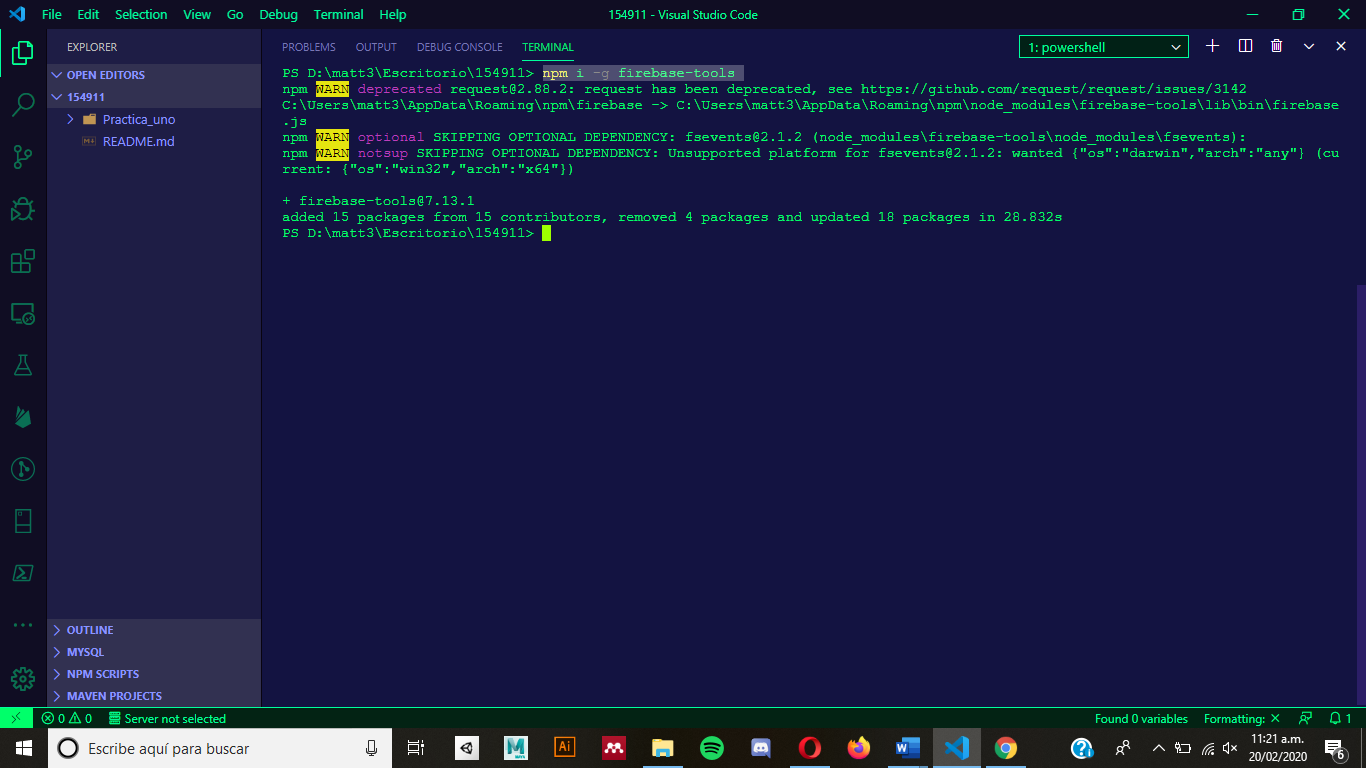 File Edit Selection View Go Debug Terminal Help
154911 - Visual Studio Code
EXPLORER
OPEN EDITORS
154911
Practica_uno
README.md
OUTLINE
MYSQL
NPM SCRIPTS
MAVEN PROJECTS
PROBLEMS OUTPUT DEBUG CONSOLE TERMINAL
1: powershell
PS D:\matt3\Escritorio\154911> npm i -g firebase-tools
npm WARN deprecated request@2.88.2: request has been deprecated, see https://github.com/request/request/issues/3142
C:\Users\matt3\AppData\Roaming\npm\firebase -> C:\Users\matt3\AppData\Roaming\npm\node_modules\firebase-tools\lib\bin\firebase
.js
npm WARN optional SKIPPING OPTIONAL DEPENDENCY: fsevents@2.1.2 (node_modules\firebase-tools\node_modules\fsevents):
npm WARN notsup SKIPPING OPTIONAL DEPENDENCY: Unsupported platform for fsevents@2.1.2: wanted {"os":"darwin","arch":"any"} (cu
rrent: {"os":"win32","arch":"x64"})
+ firebase-tools@7.13.1
added 15 packages from 15 contributors, removed 4 packages and updated 18 packages in 28.832s
PS D:\matt3\Escritorio\154911>
0 0 Server not selected
Found 0 variables Formatting: × 1
Escribe aquí para buscar
M
Ai
W
11:21 a.m.
20/02/2020
6